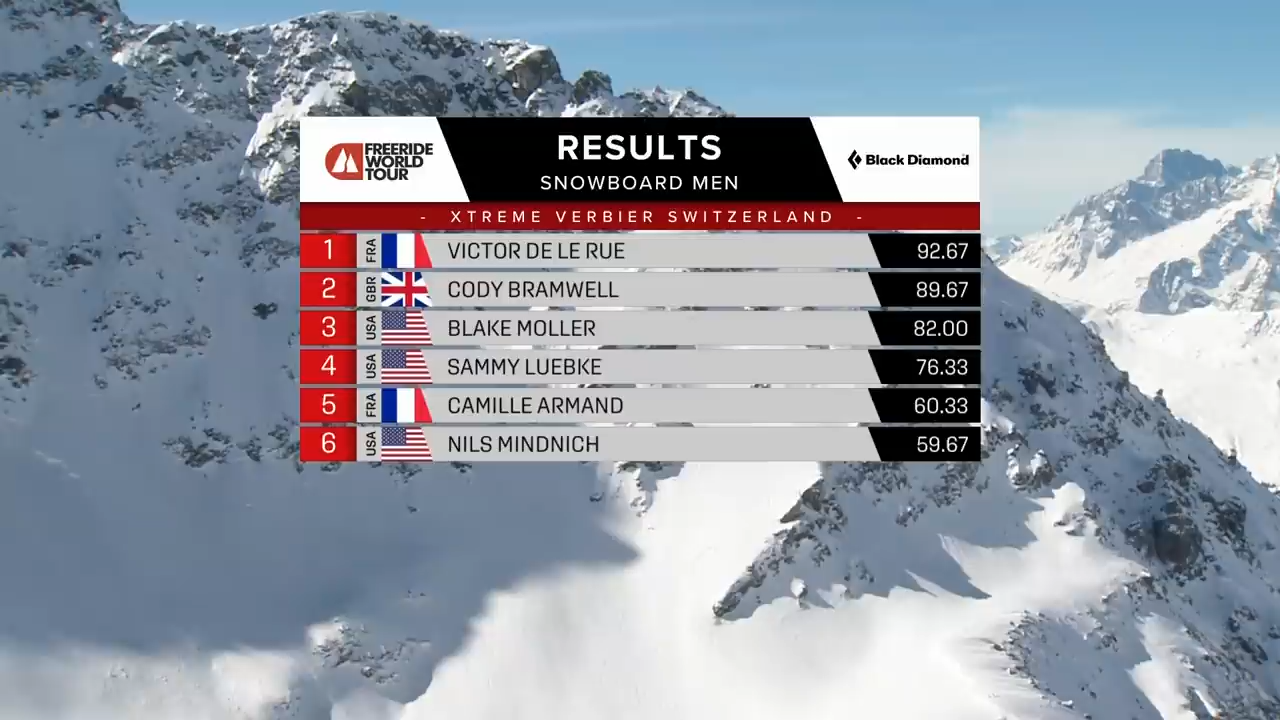 FREERIDE
WORLD
TOUR
RESULTS
SNOWBOARD MEN
Black Diamond
- XTREME VERBIER SWITZERLAND -
1 FRA VICTOR DE LE RUE 92.67
2 GBR CODY BRAMWELL 89.67
3 USA BLAKE MOLLER 82.00
4 USA SAMMY LUEBKE 76.33
5 FRA CAMILLE ARMAND 60.33
6 USA NILS MINDNICH 59.67